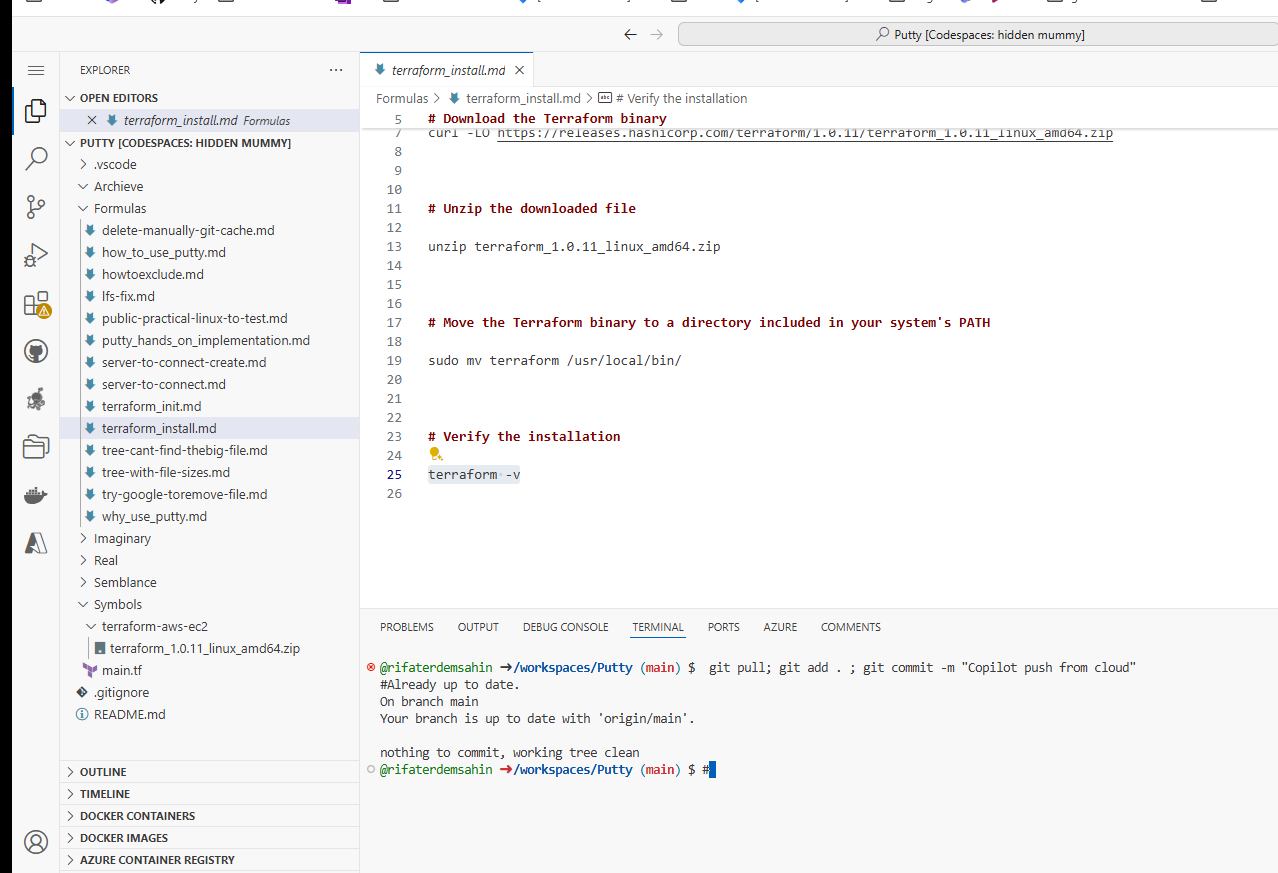 Putty [Codespaces: hidden mummy]
EXPLORER
OPEN EDITORS
terraform_install.md Formulas
PUTTY [CODESPACES: HIDDEN MUMMY]
.vscode
Archieve
Formulas
delete-manually-git-cache.md
how_to_use_putty.md
howtoexclude.md
lfs-fix.md
public-practical-linux-to-test.md
putty_hands_on_implementation.md
server-to-connect-create.md
server-to-connect.md
terraform_init.md
terraform_install.md
tree-cant-find-thebig-file.md
tree-with-file-sizes.md
try-google-toremove-file.md
why_use_putty.md
Imaginary
Real
Semblance
Symbols
terraform-aws-ec2
terraform_1.0.11_linux_amd64.zip
main.tf
.gitignore
README.md
OUTLINE
TIMELINE
DOCKER CONTAINERS
DOCKER IMAGES
AZURE CONTAINER REGISTRY
terraform_install.md
Formulas > terraform_install.md > # Verify the installation
5 # Download the Terraform binary
7 curl -LO https://releases.hashicorp.com/terraform/1.0.11/terraform_1.0.11_linux_amd64.zip
8
9
10
11 # Unzip the downloaded file
12
13 unzip terraform_1.0.11_linux_amd64.zip
14
15
16
17 # Move the Terraform binary to a directory included in your system's PATH
18
19 sudo mv terraform /usr/local/bin/
20
21
22
23 # Verify the installation
24
25 terraform -v
26
PROBLEMS OUTPUT DEBUG CONSOLE TERMINAL PORTS AZURE COMMENTS
@rifaterdemsahin ➜/workspaces/Putty (main) $ git pull; git add . ; git commit -m "Copilot push from cloud"
#Already up to date.
On branch main
Your branch is up to date with 'origin/main'.
nothing to commit, working tree clean
@rifaterdemsahin ➜/workspaces/Putty (main) $ #